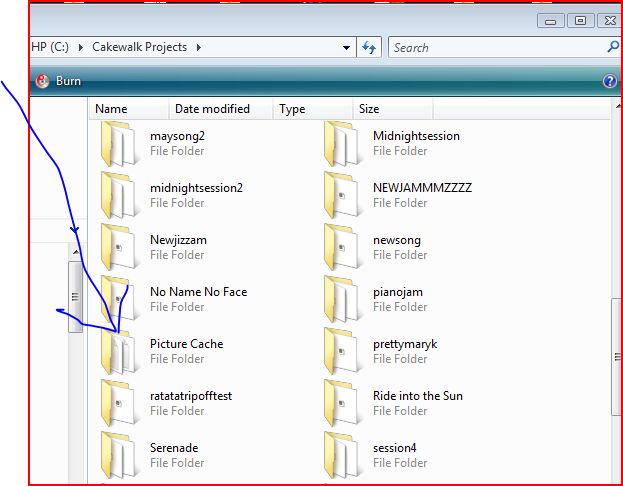 HP (C:) Cakewalk Projects Search
Burn
Name Date modified Type Size
maysong2 Midnightsession
File Folder File Folder
midnightsession2 NEWJAMMMZZZZ
File Folder File Folder
Newjizzam newsong
File Folder File Folder
No Name No Face pianojam
File Folder File Folder
Picture Cache prettymaryk
File Folder File Folder
ratatatripofftest Ride into the Sun
File Folder File Folder
Serenade session4
File Folder File Folder